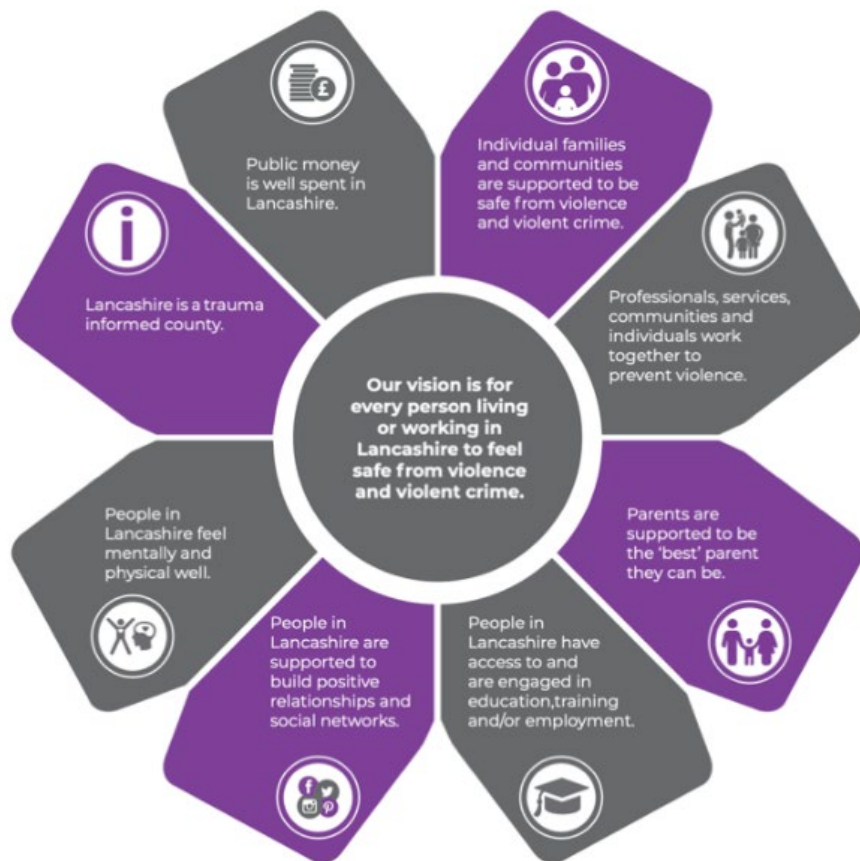 Public money
is well spent in
Lancashire.
Individual families
and communities
are supported to be
safe from violence
and violent crime.
Professionals, services,
communities and
individuals work
together to
prevent violence.
Parents are
supported to be
the ‘best’ parent
they can be.
People in
Lancashire have
access to and
are engaged in
education,training
and/or employment.
People in
Lancashire are
supported to
build positive
relationships and
social networks.
People in
Lancashire feel
mentally and
physical well.
Lancashire is a trauma
informed county.
Our vision is for
every person living
or working in
Lancashire to feel
safe from violence
and violent crime.